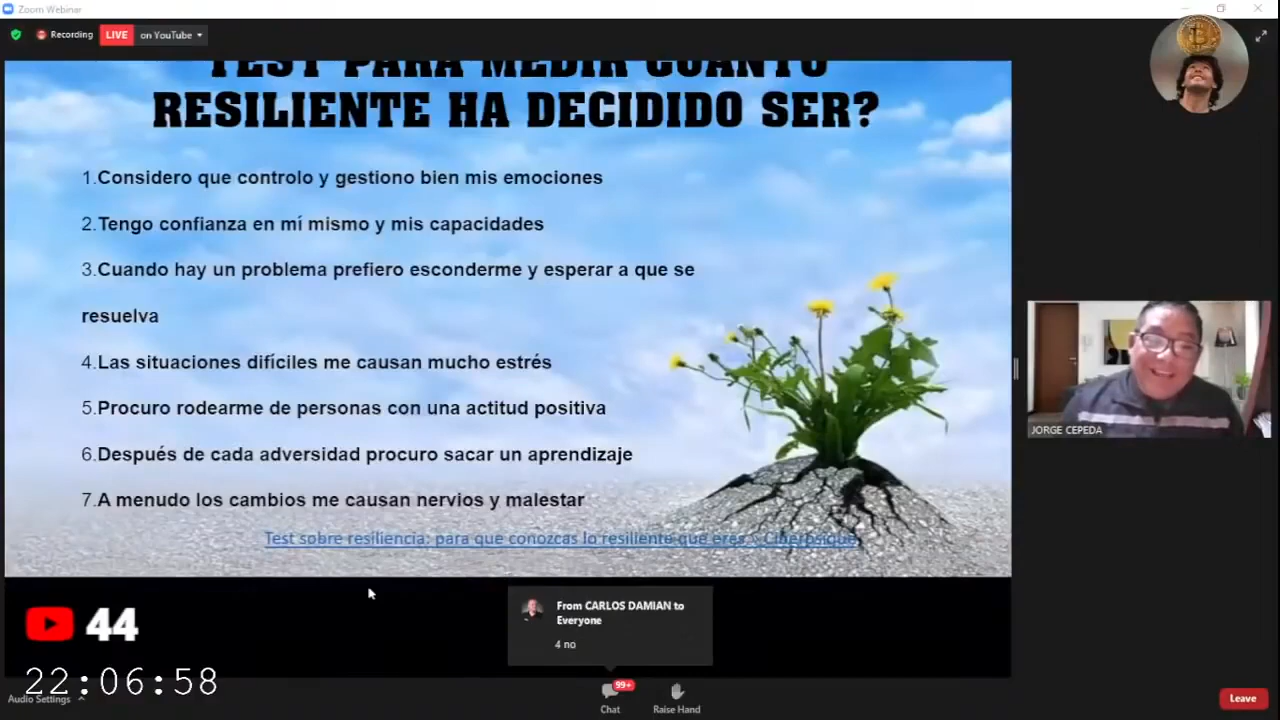 Zoom Webinar
Recording
LIVE
on YouTube
TEST PARA MEDIR CUANTO
RESILIENTE HA DECIDIDO SER?
1.Considero que controlo y gestiono bien mis emociones
2.Tengo confianza en mí mismo y mis capacidades
3.Cuando hay un problema prefiero esconderme y esperar a que se
resuelva
4.Las situaciones difíciles me causan mucho estrés
5.Procuro rodearme de personas con una actitud positiva
6.Después de cada adversidad procuro sacar un aprendizaje
7.A menudo los cambios me causan nervios y malestar
Test sobre resiliencia: para que conozcas lo resiliente que eres
JORGE CEPEDA
44
From CARLOS DAMIAN to
Everyone
4 no
22:06:58
Audio Settings
99+
Chat
Raise Hand
Leave